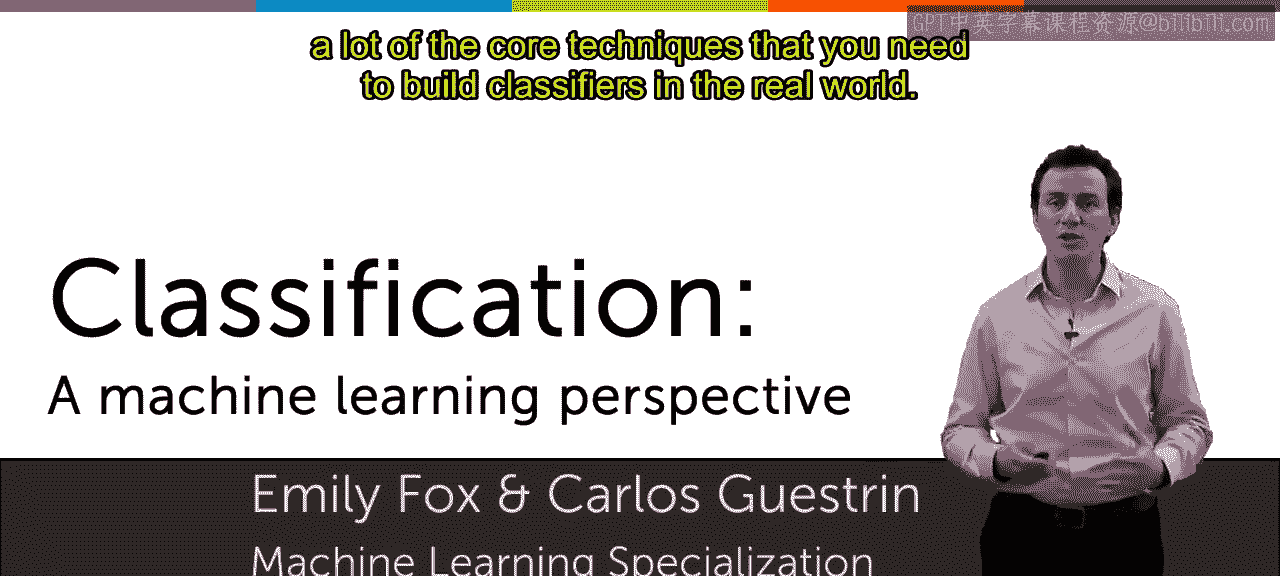 GPT中英字幕课程资源@bilibili.com
a lot of the core techniques that you need
to build classifiers in the real world.
Classification:
A machine learning perspective
Emily Fox & Carlos Guestrin
Machine Learning Specialization